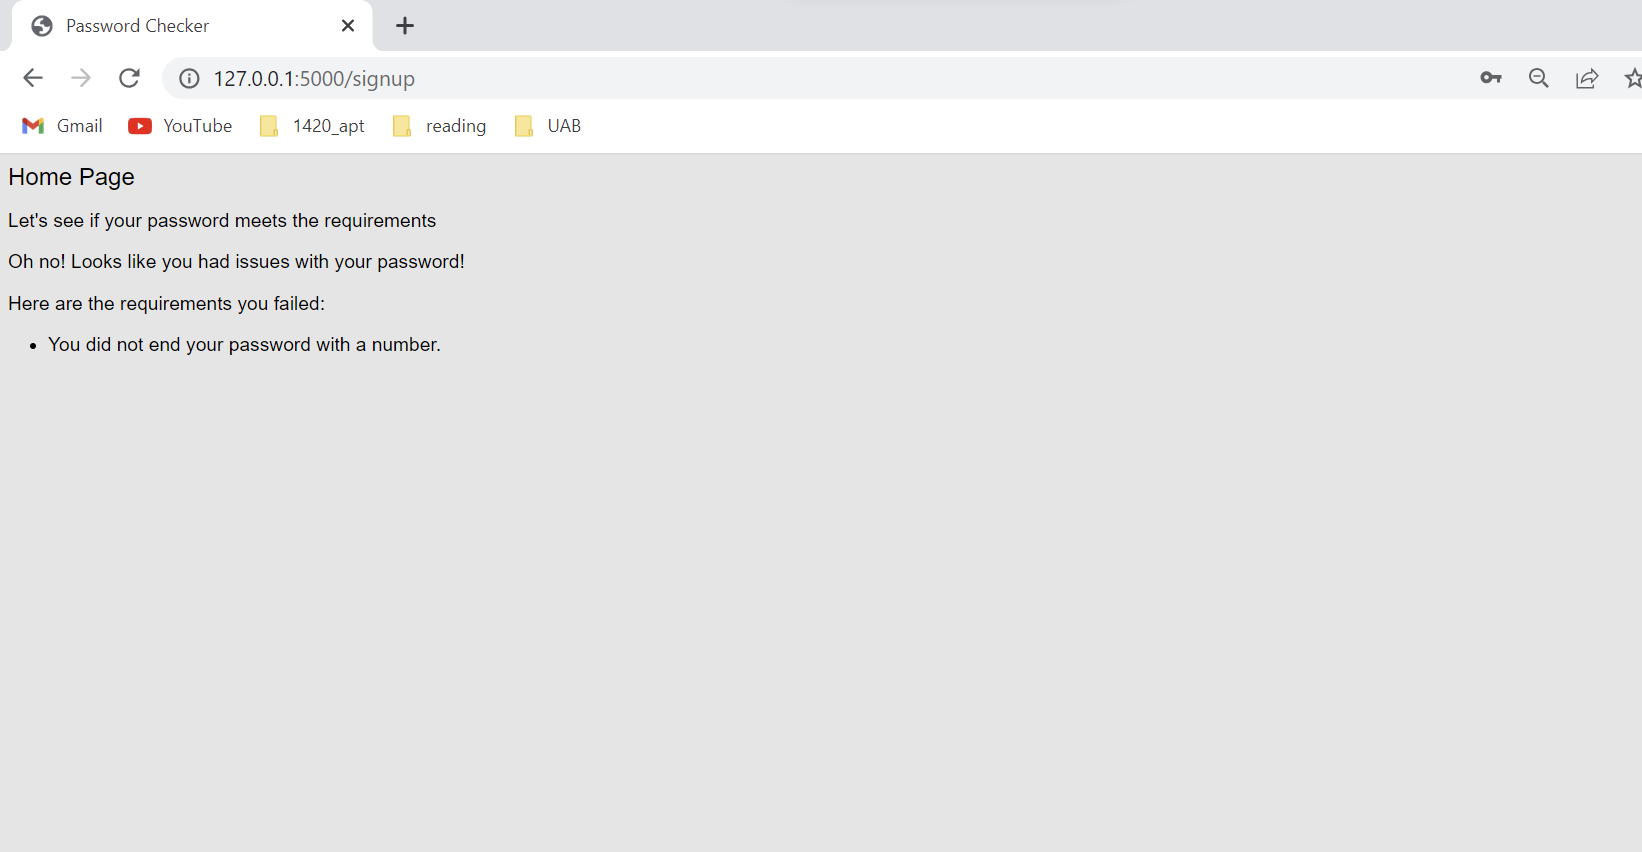 Password Checker
127.0.0.1:5000/signup
Gmail YouTube 1420_apt reading UAB
Home Page
Let's see if your password meets the requirements
Oh no! Looks like you had issues with your password!
Here are the requirements you failed:
• You did not end your password with a number.